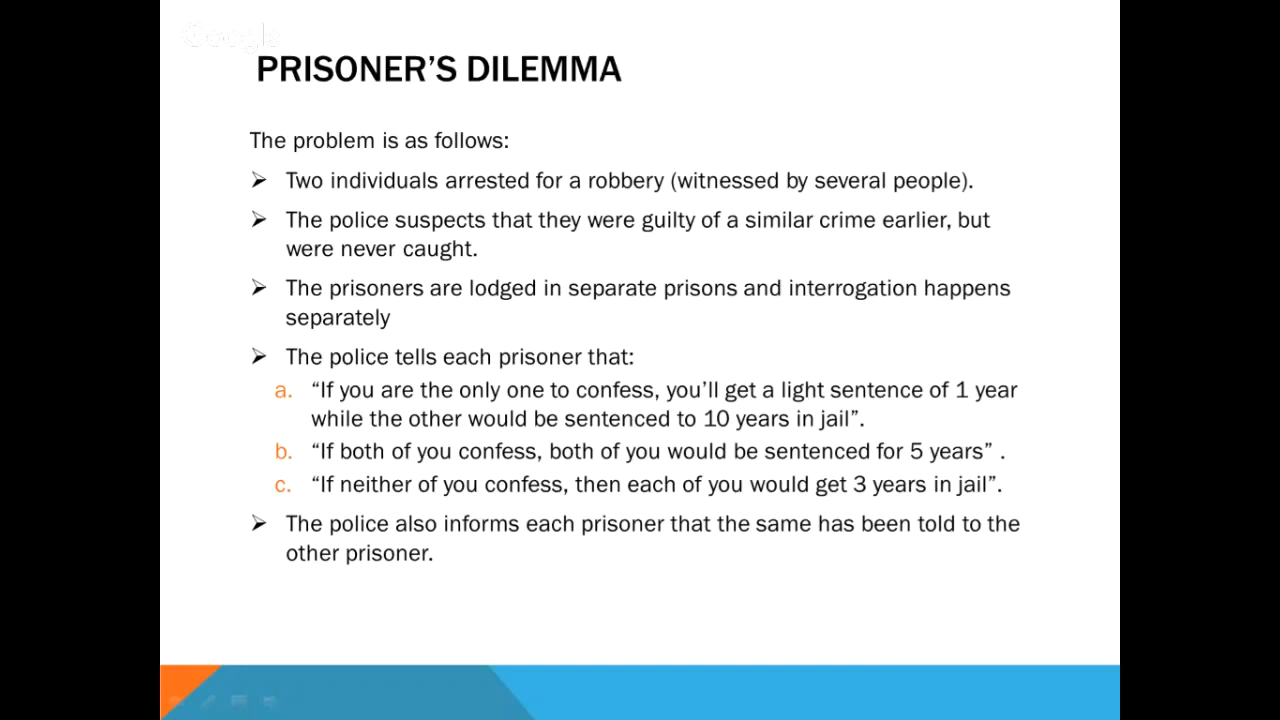 Google
PRISONER’S DILEMMA
The problem is as follows:
➢ Two individuals arrested for a robbery (witnessed by several people).
➢ The police suspects that they were guilty of a similar crime earlier, but
were never caught.
➢ The prisoners are lodged in separate prisons and interrogation happens
separately
➢ The police tells each prisoner that:
a. “If you are the only one to confess, you’ll get a light sentence of 1 year
while the other would be sentenced to 10 years in jail”.
b. “If both of you confess, both of you would be sentenced for 5 years” .
c. “If neither of you confess, then each of you would get 3 years in jail”.
➢ The police also informs each prisoner that the same has been told to the
other prisoner.